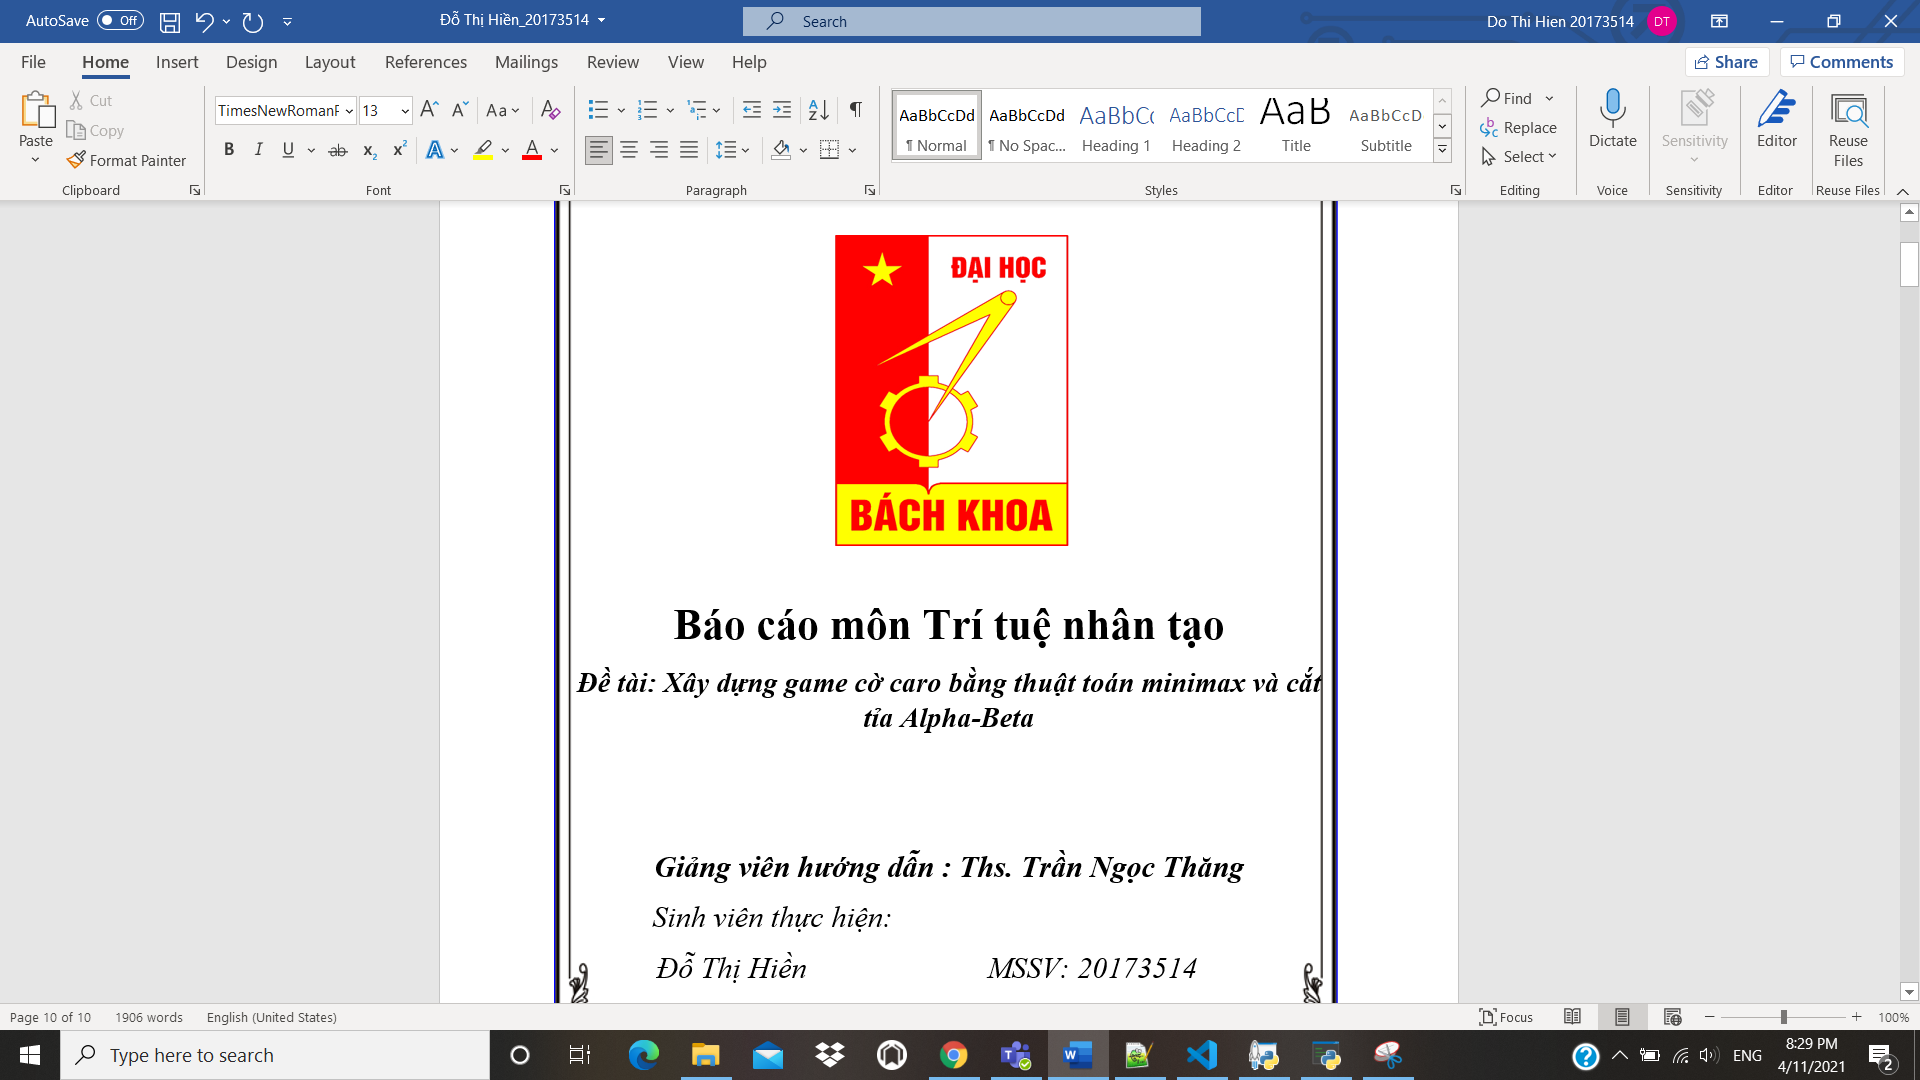 AutoSave Off Đỗ Thị Hiền_20173514 Search Do Thi Hien 20173514 DT
File Home Insert Design Layout References Mailings Review View Help Share Comments
Paste Cut Copy Format Painter
Clipboard
TimesNewRomanP 13 Aa
B I U ab x₂ x² A A
Font
Paragraph
AaBbCcDd AaBbCcDd AaBbCc AaBbCcD AaB AaBbCcD
¶ Normal ¶ No Spac... Heading 1 Heading 2 Title Subtitle
Styles
Find Replace Select
Editing
Dictate
Voice
Sensitivity
Sensitivity
Editor
Editor
Reuse Files
Reuse Files
ĐẠI HỌC
BÁCH KHOA
Báo cáo môn Trí tuệ nhân tạo
Đề tài: Xây dựng game cờ caro bằng thuật toán minimax và cắt
tỉa Alpha-Beta
Giảng viên hướng dẫn : Ths. Trần Ngọc Thăng
Sinh viên thực hiện:
Đỗ Thị Hiền MSSV: 20173514
Page 10 of 10 1906 words English (United States) Focus 100%
Type here to search ENG 8:29 PM
4/11/2021 2